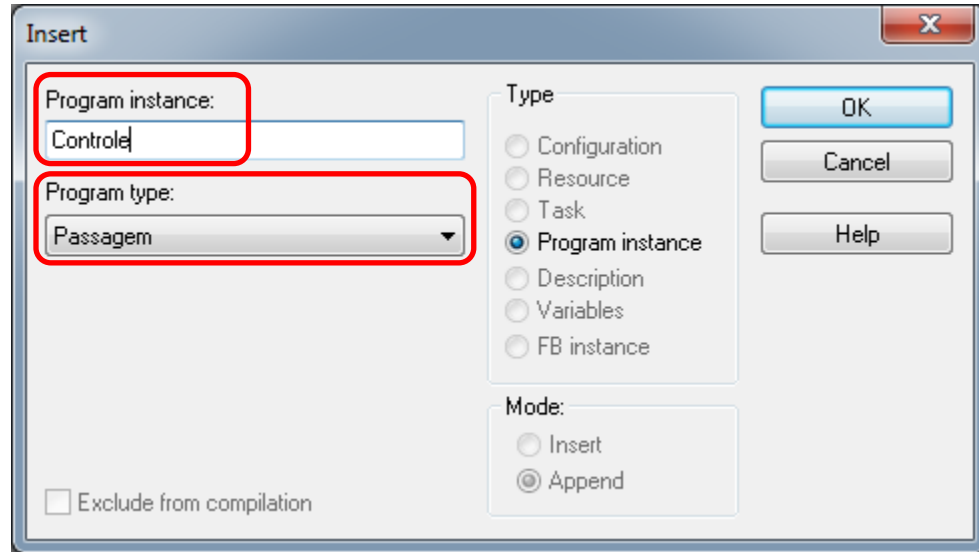 Insert
Program instance:
Controle
Program type:
Passagem
Type
Configuration
Resource
Task
Program instance
Description
Variables
FB instance
Mode:
Insert
Append
Exclude from compilation
OK
Cancel
Help